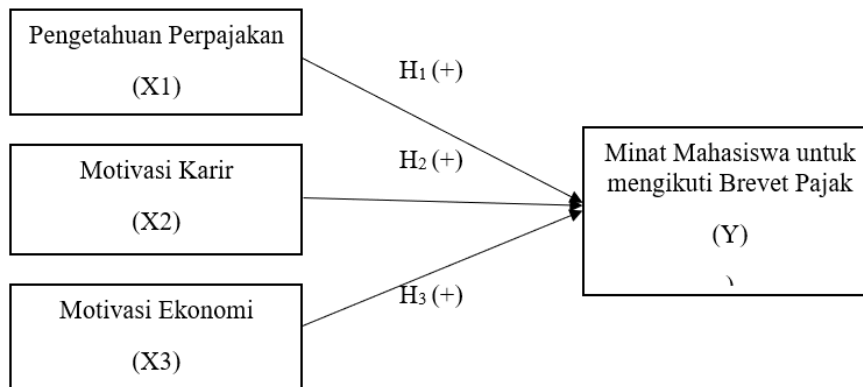 Pengetahuan Perpajakan
(X1)
H₁ (+)
Motivasi Karir
(X2)
H₂ (+)
Motivasi Ekonomi
(X3)
H₃ (+)
Minat Mahasiswa untuk
mengikuti Brevet Pajak
(Y)
)